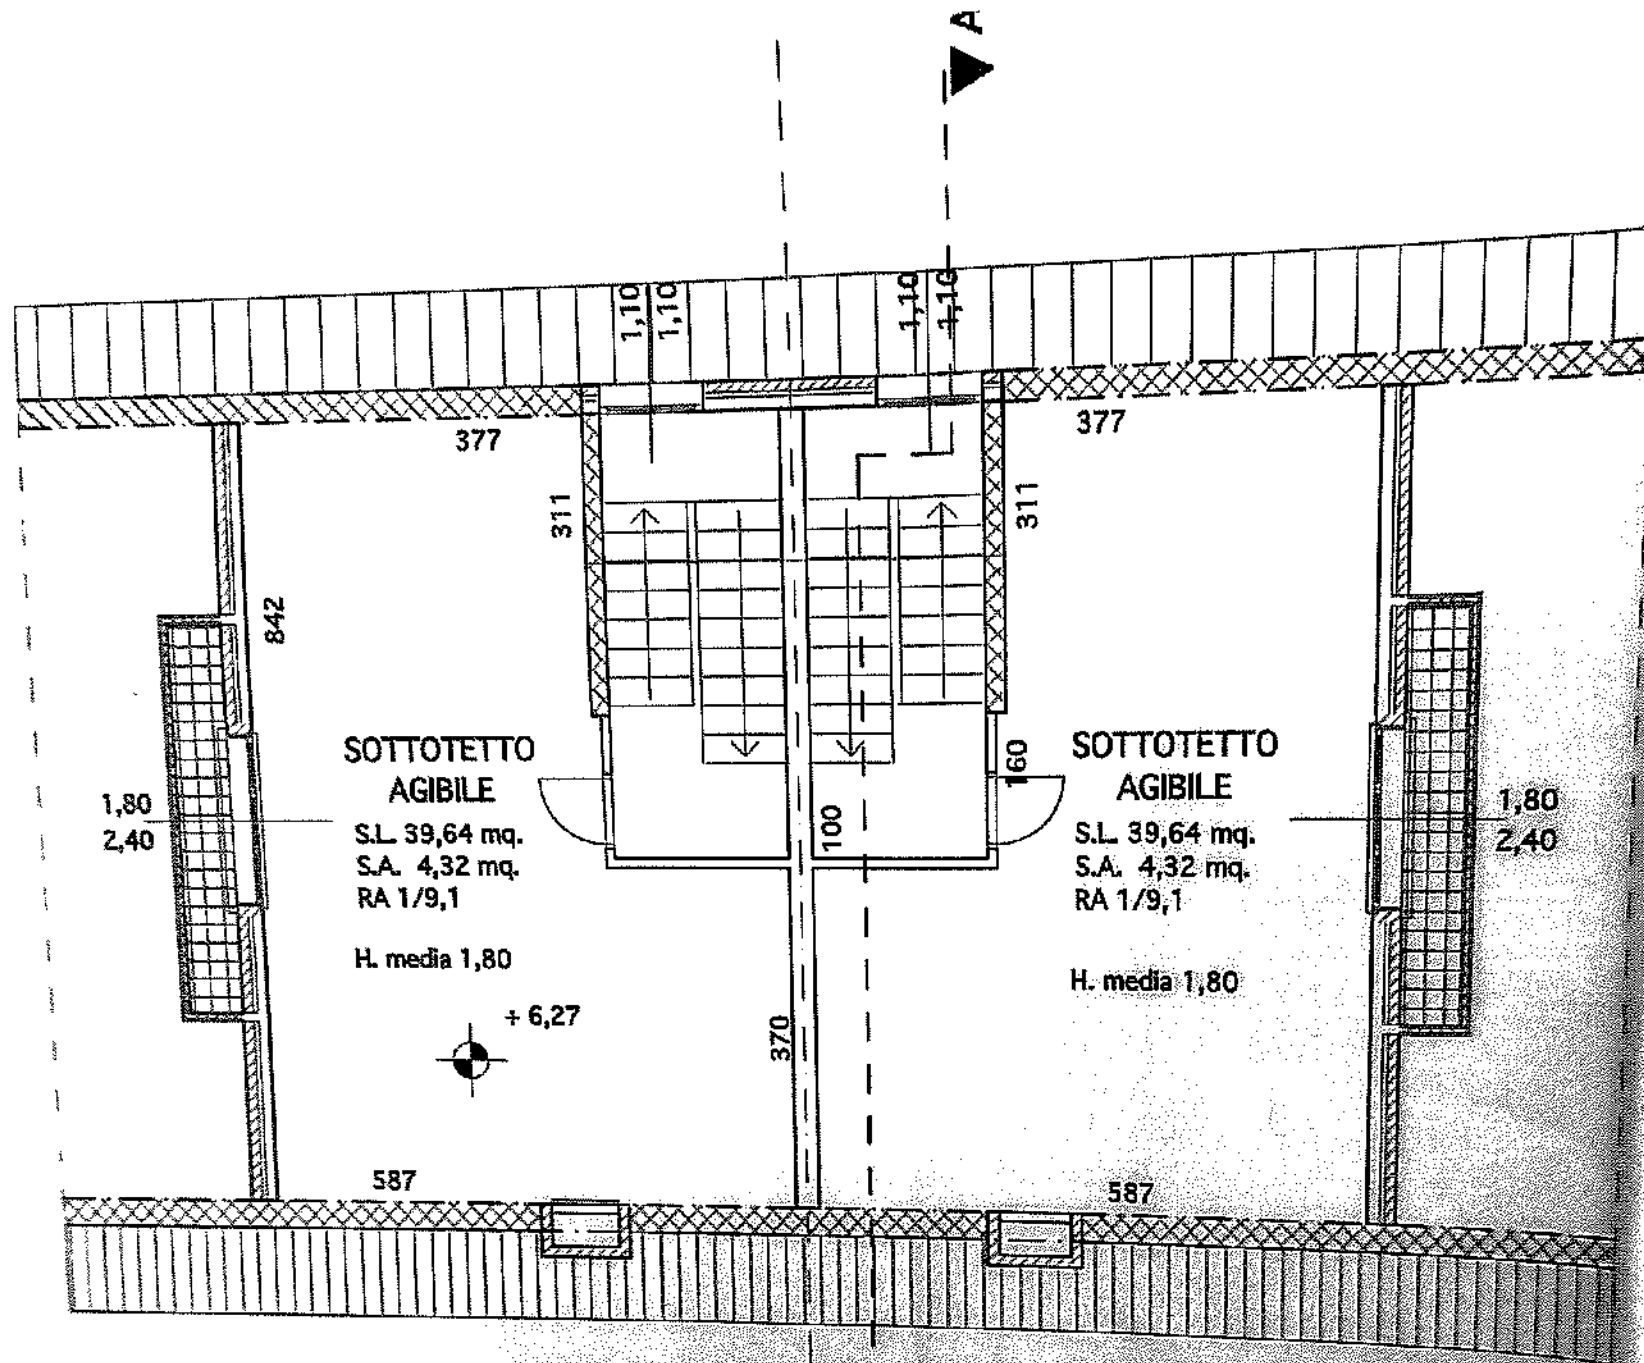 A
1,10
1,10
1,10
1,10
377
377
311
311
842
SOTTOTETTO
AGIBILE
S.L. 39,64 mq.
S.A. 4,32 mq.
RA 1/9,1
H. media 1,80
+ 6,27
1,80
2,40
160
100
SOTTOTETTO
AGIBILE
S.L. 39,64 mq.
S.A. 4,32 mq.
RA 1/9,1
H. media 1,80
1,80
2,40
370
587
587